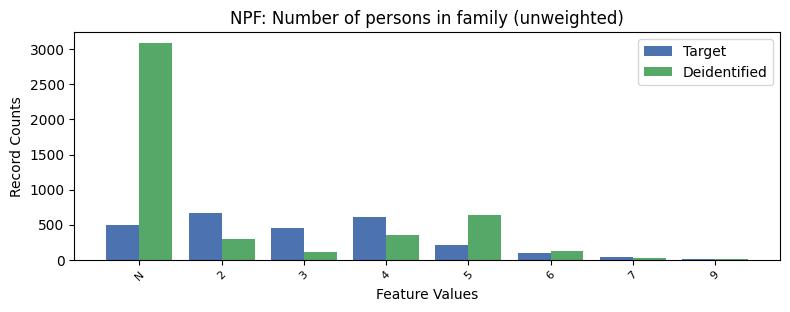 NPF: Number of persons in family (unweighted)
Target
Deidentified
Record Counts
3000
2500
2000
1500
1000
500
0
N 2 3 4 5 6 7 9
Feature Values